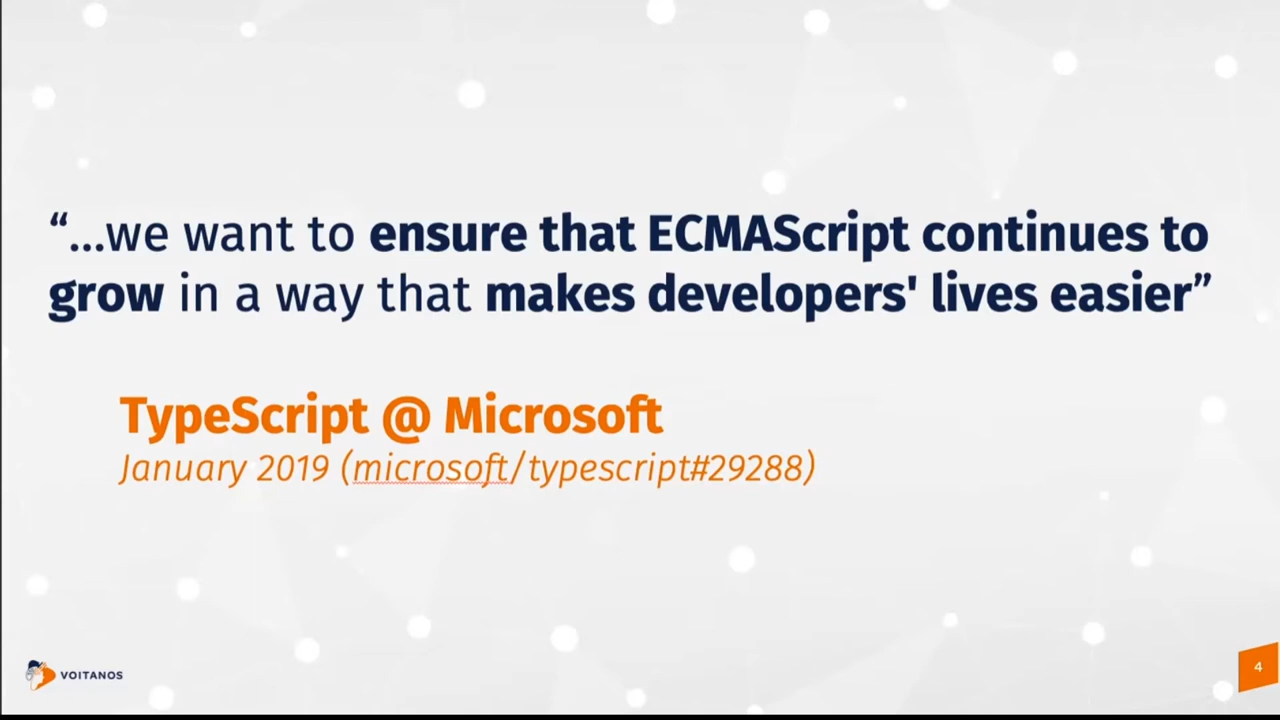 “...we want to ensure that ECMAScript continues to
grow in a way that makes developers' lives easier”
TypeScript @ Microsoft
January 2019 (microsoft/typescript#29288)
VOITANOS
4